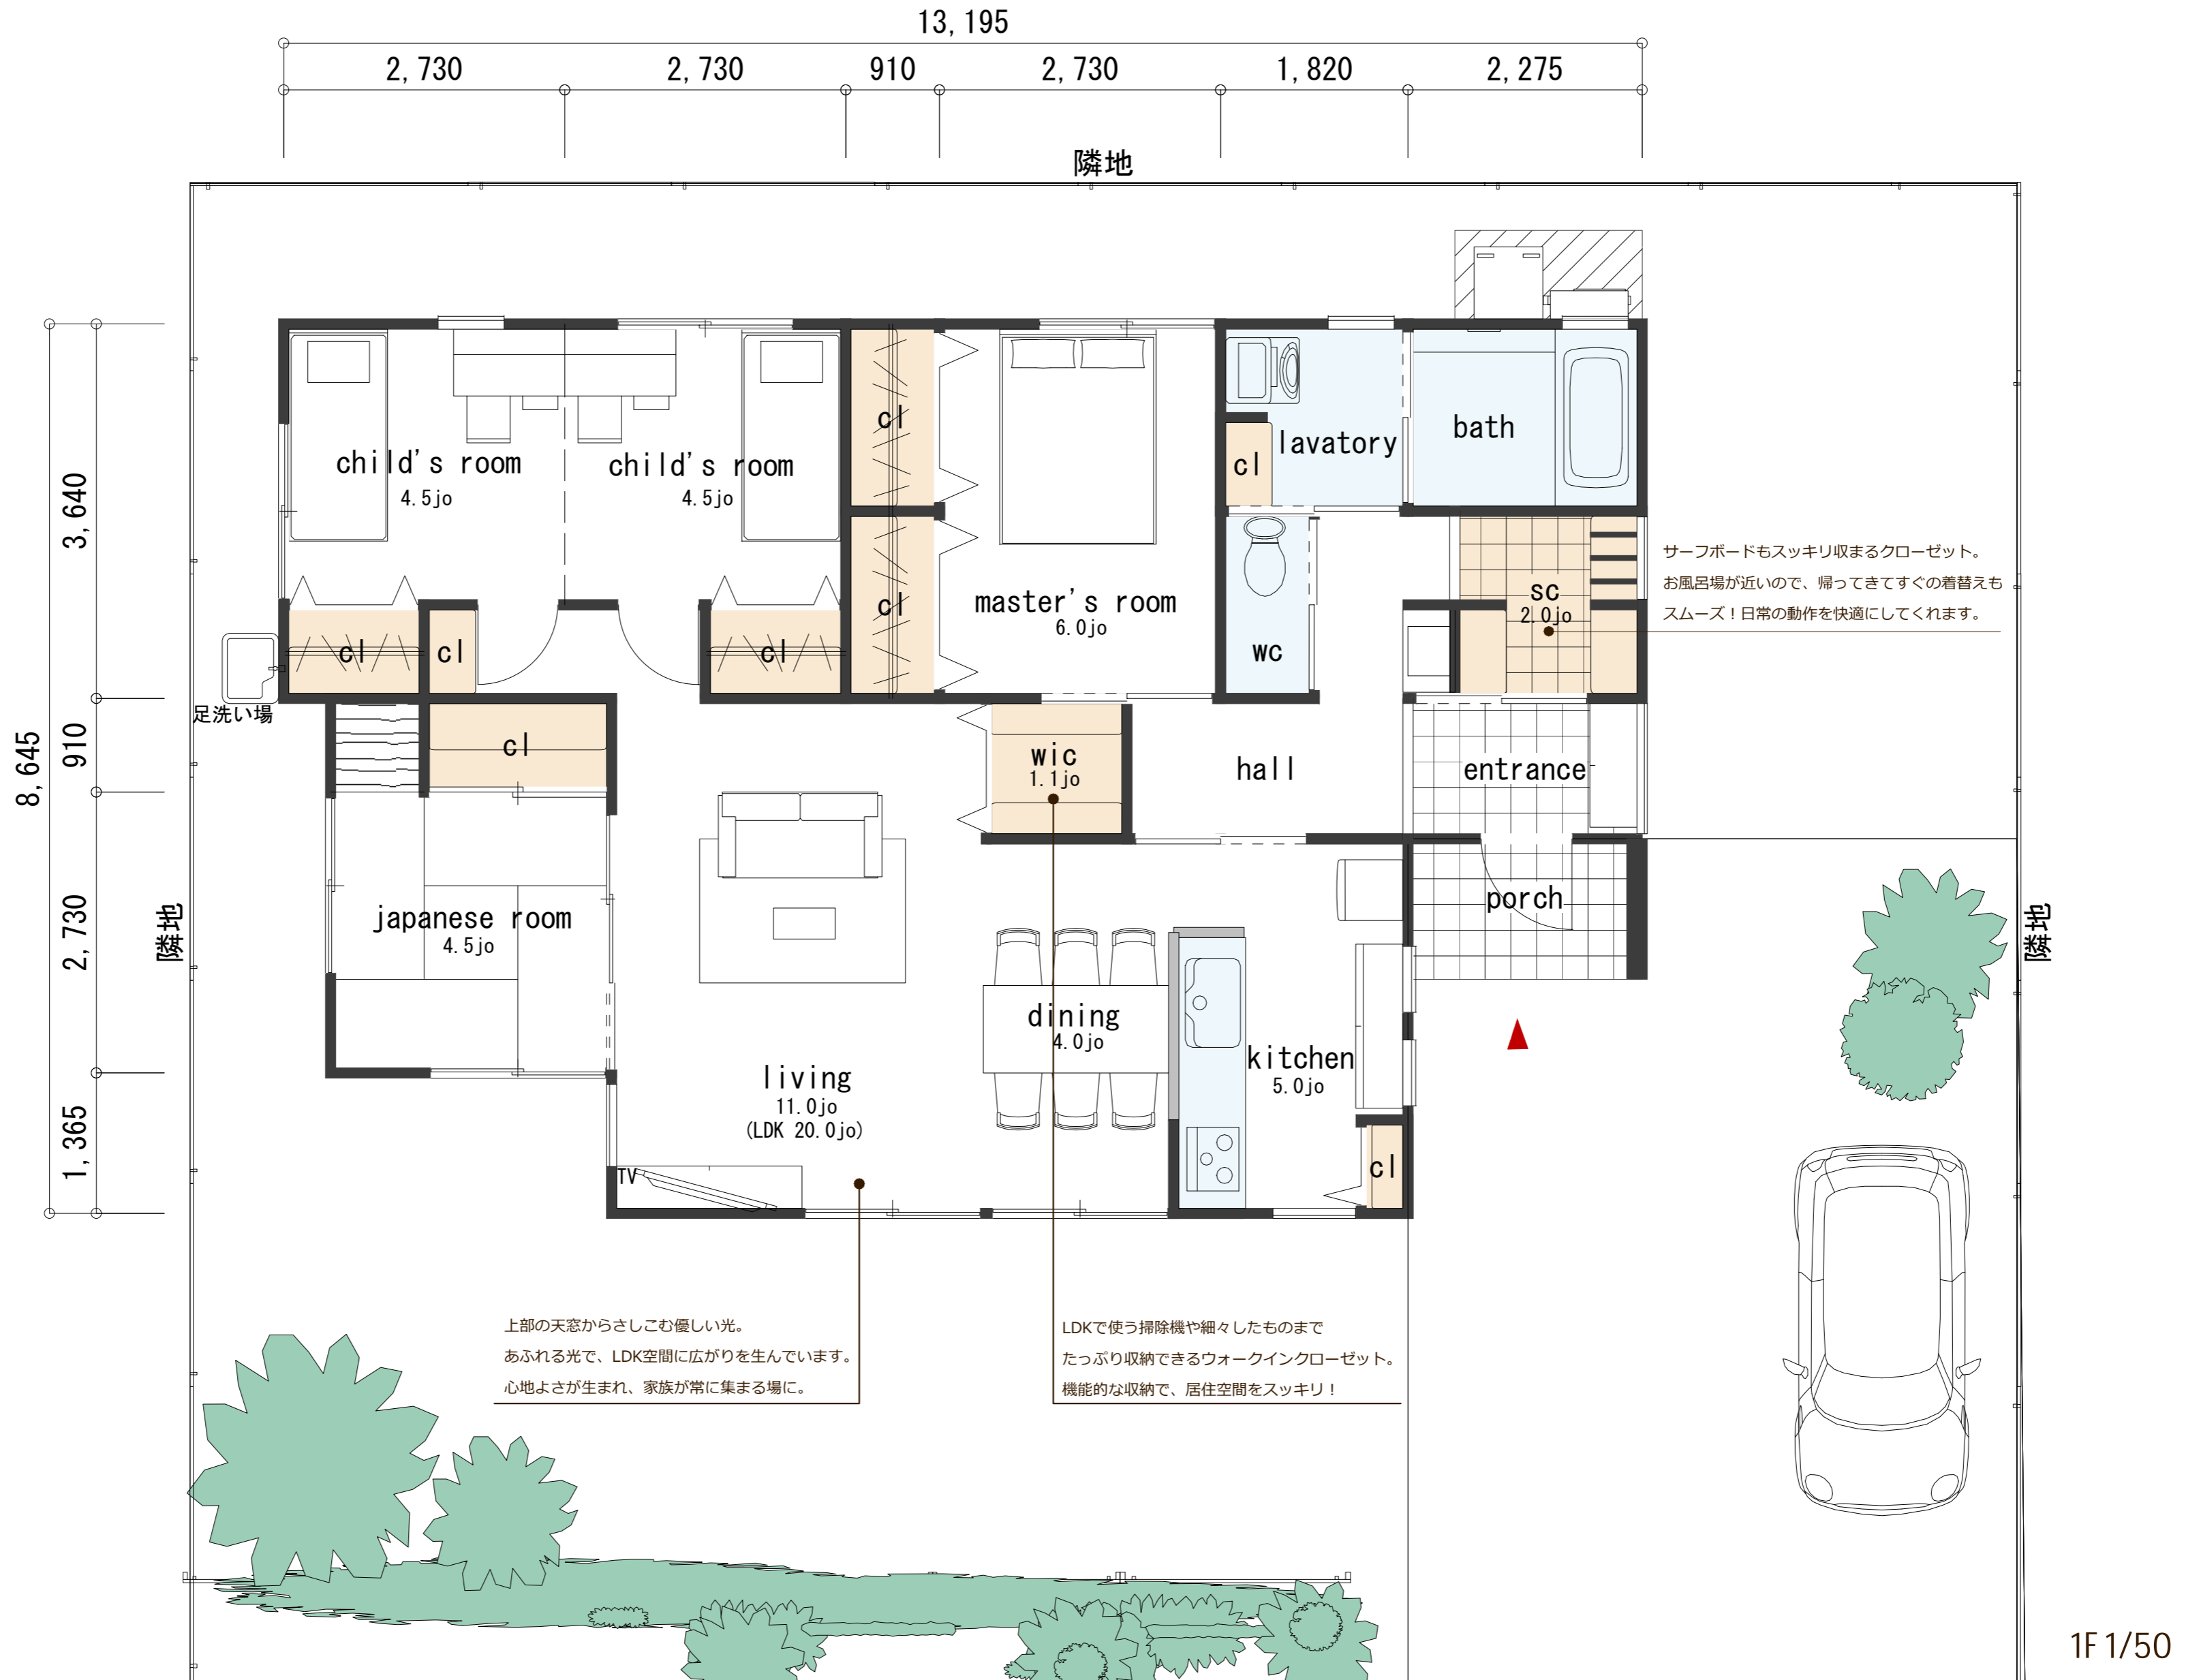 13,195
2,730
2,730
910
2,730
1,820
2,275
隣地
8,645
3,640
910
2,730
1,365
隣地
隣地
child's room
4.5jo
child's room
4.5jo
cl
cl
cl
cl
cl
master's room
6.0jo
lavatory
cl
bath
wc
sc
2.0jo
サーフボードもスッキリ収まるクローゼット。
お風呂場が近いので、帰ってきてすぐの着替えも
スムーズ！日常の動作を快適にしてくれます。
足洗い場
cl
wic
1.1jo
hall
entrance
porch
japanese room
4.5jo
living
11.0jo
(LDK 20.0jo)
dining
4.0jo
kitchen
5.0jo
cl
TV
上部の天窓からさしこむ優しい光。
あふれる光で、LDK空間に広がりを生んでいます。
心地よさが生まれ、家族が常に集まる場に。
LDKで使う掃除機や細々したものまで
たっぷり収納できるウォークインクローゼット。
機能的な収納で、居住空間をスッキリ！
1F 1/50